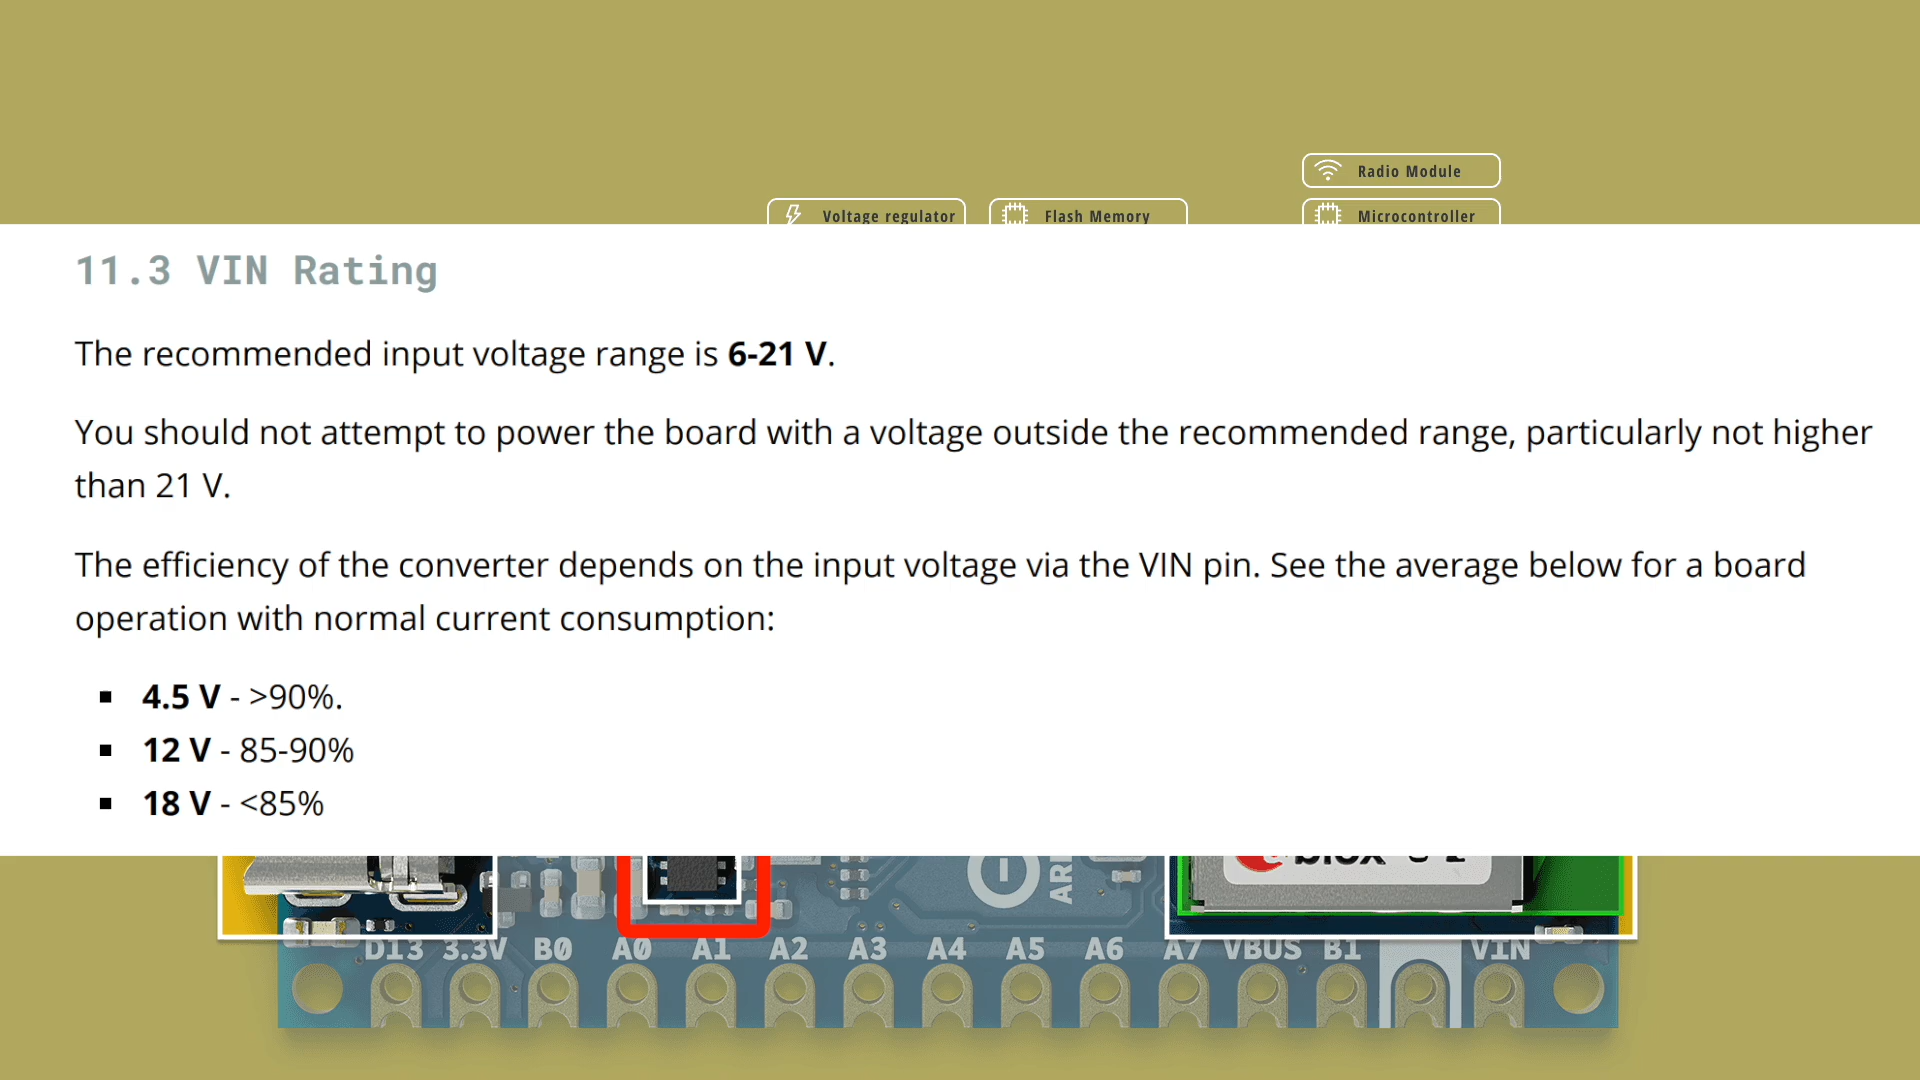 Radio Module
Voltage regulator
Flash Memory
Microcontroller
11.3 VIN Rating
The recommended input voltage range is 6-21 V.
You should not attempt to power the board with a voltage outside the recommended range, particularly not higher
than 21 V.
The efficiency of the converter depends on the input voltage via the VIN pin. See the average below for a board
operation with normal current consumption:
▪ 4.5 V - >90%.
▪ 12 V - 85-90%
▪ 18 V - <85%
D13 3.3V B0 A0 A1 A2 A3 A4 A5 A6 A7 VBUS B1 VIN